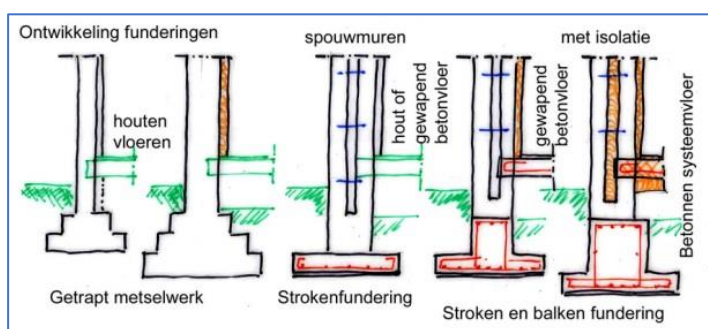 Ontwikkeling funderingen
spouwmuren
met isolatie
houten
vloeren
hout of
gewapend
betonvloer
gewapend
betonvloer
Betonnen systeemvloer
Getrapt metselwerk
Strokenfundering
Stroken en balken fundering